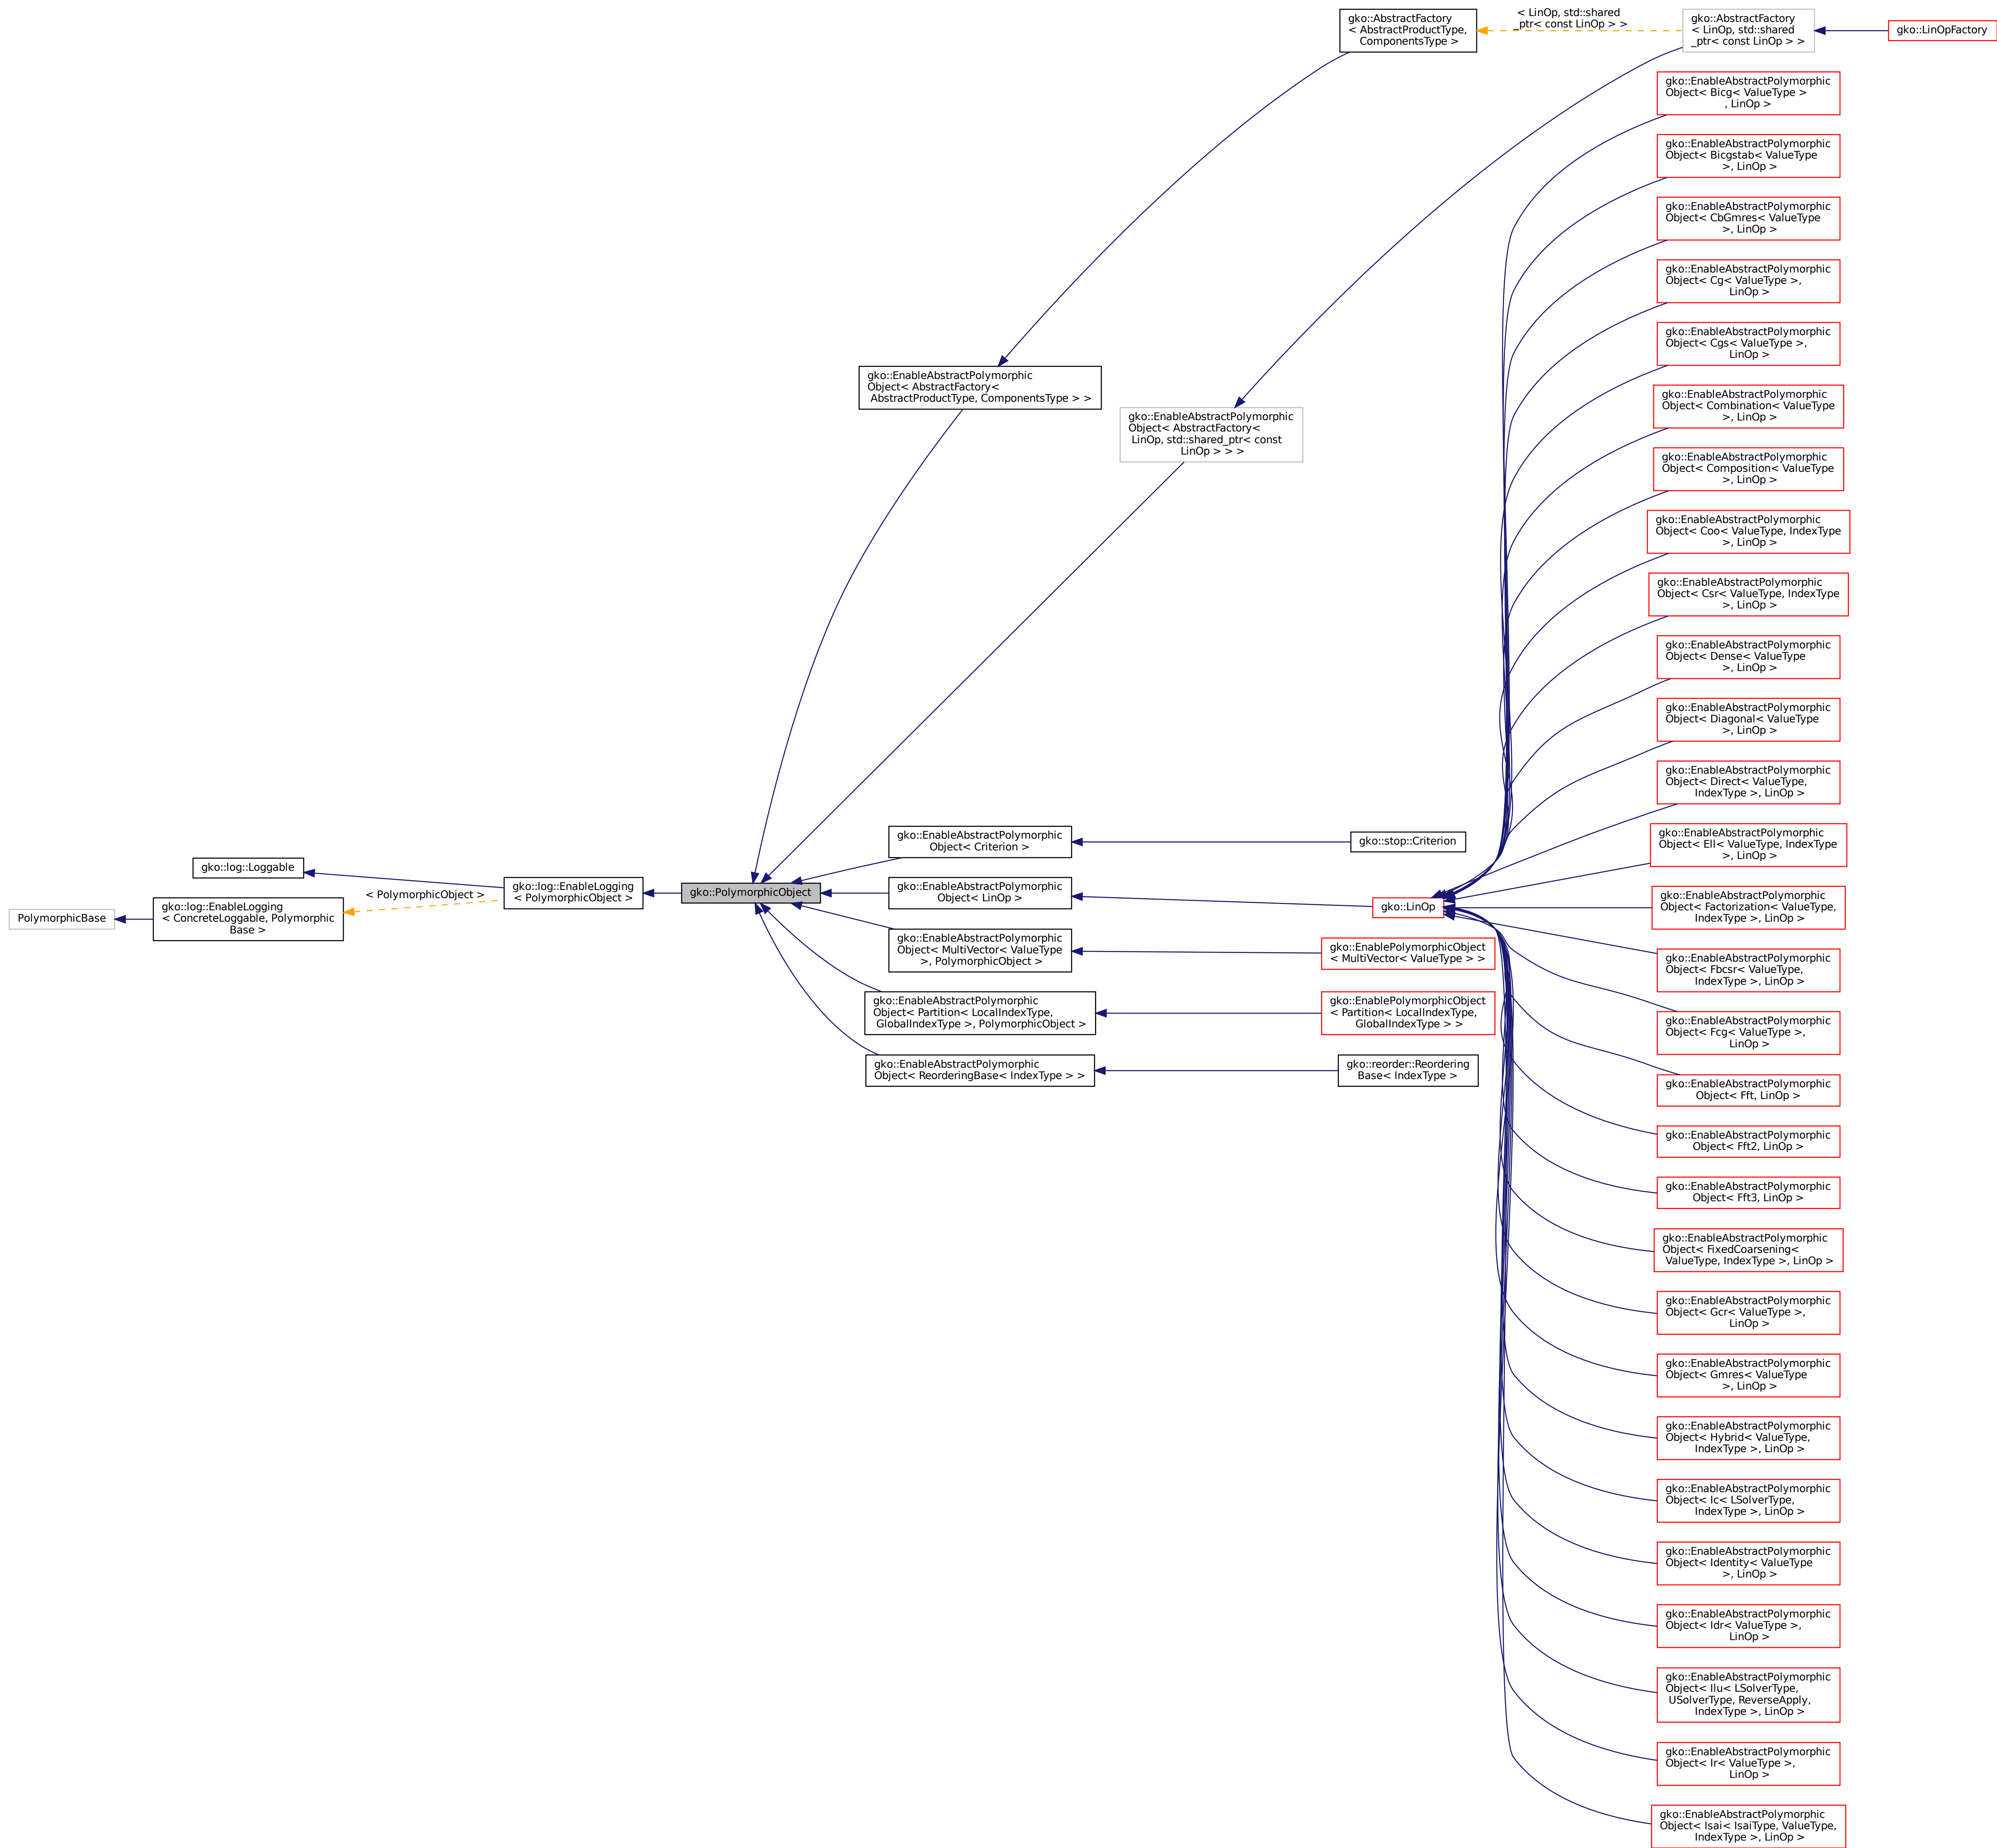 gko::AbstractFactory
< AbstractProductType,
ComponentsType >
< LinOp, std::shared
_ptr< const LinOp > >
gko::AbstractFactory
< LinOp, std::shared
_ptr< const LinOp > >
gko::LinOpFactory
gko::EnableAbstractPolymorphic
Object< Bicg< ValueType >
, LinOp >
gko::EnableAbstractPolymorphic
Object< Bicgstab< ValueType
>, LinOp >
gko::EnableAbstractPolymorphic
Object< CbGmres< ValueType
>, LinOp >
gko::EnableAbstractPolymorphic
Object< Cg< ValueType >,
LinOp >
gko::EnableAbstractPolymorphic
Object< Cgs< ValueType >,
LinOp >
gko::EnableAbstractPolymorphic
Object< AbstractFactory<
AbstractProductType, ComponentsType > >
gko::EnableAbstractPolymorphic
Object< AbstractFactory<
LinOp, std::shared_ptr< const
LinOp > > >
gko::EnableAbstractPolymorphic
Object< Combination< ValueType
>, LinOp >
gko::EnableAbstractPolymorphic
Object< Composition< ValueType
>, LinOp >
gko::EnableAbstractPolymorphic
Object< Coo< ValueType, IndexType
>, LinOp >
gko::EnableAbstractPolymorphic
Object< Csr< ValueType, IndexType
>, LinOp >
gko::EnableAbstractPolymorphic
Object< Dense< ValueType
>, LinOp >
gko::EnableAbstractPolymorphic
Object< Diagonal< ValueType
>, LinOp >
gko::EnableAbstractPolymorphic
Object< Direct< ValueType,
IndexType >, LinOp >
gko::EnableAbstractPolymorphic
Object< Criterion >
gko::stop::Criterion
gko::EnableAbstractPolymorphic
Object< Ell< ValueType, IndexType
>, LinOp >
gko::log::Loggable
gko::log::EnableLogging
< PolymorphicObject >
gko::PolymorphicObject
gko::EnableAbstractPolymorphic
Object< LinOp >
gko::LinOp
gko::EnableAbstractPolymorphic
Object< Factorization< ValueType,
IndexType >, LinOp >
PolymorphicBase
gko::log::EnableLogging
< ConcreteLoggable, Polymorphic
Base >
< PolymorphicObject >
gko::EnableAbstractPolymorphic
Object< MultiVector< ValueType
>, PolymorphicObject >
gko::EnablePolymorphicObject
< MultiVector< ValueType > >
gko::EnableAbstractPolymorphic
Object< Fbcsr< ValueType,
IndexType >, LinOp >
gko::EnableAbstractPolymorphic
Object< Partition< LocalIndexType,
GlobalIndexType >, PolymorphicObject >
gko::EnablePolymorphicObject
< Partition< LocalIndexType,
GlobalIndexType > >
gko::EnableAbstractPolymorphic
Object< Fcg< ValueType >,
LinOp >
gko::EnableAbstractPolymorphic
Object< ReorderingBase< IndexType > >
gko::reorder::Reordering
Base< IndexType >
gko::EnableAbstractPolymorphic
Object< Fft, LinOp >
gko::EnableAbstractPolymorphic
Object< Fft2, LinOp >
gko::EnableAbstractPolymorphic
Object< Fft3, LinOp >
gko::EnableAbstractPolymorphic
Object< FixedCoarsening<
ValueType, IndexType >, LinOp >
gko::EnableAbstractPolymorphic
Object< Gcr< ValueType >,
LinOp >
gko::EnableAbstractPolymorphic
Object< Gmres< ValueType
>, LinOp >
gko::EnableAbstractPolymorphic
Object< Hybrid< ValueType,
IndexType >, LinOp >
gko::EnableAbstractPolymorphic
Object< Ic< LSolverType,
IndexType >, LinOp >
gko::EnableAbstractPolymorphic
Object< Identity< ValueType
>, LinOp >
gko::EnableAbstractPolymorphic
Object< Idr< ValueType >,
LinOp >
gko::EnableAbstractPolymorphic
Object< Ilu< LSolverType,
USolverType, ReverseApply,
IndexType >, LinOp >
gko::EnableAbstractPolymorphic
Object< Ir< ValueType >,
LinOp >
gko::EnableAbstractPolymorphic
Object< Isai< IsaiType, ValueType,
IndexType >, LinOp >